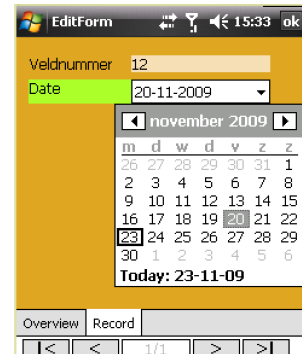 EditForm 15:33 ok
Veldnummer 12
Date 20-11-2009
november 2009
m d w d v z z
26 27 28 29 30 31 1
2 3 4 5 6 7 8
9 10 11 12 13 14 15
16 17 18 19 20 21 22
23 24 25 26 27 28 29
30 1 2 3 4 5 6
Today: 23-11-09
Overview Record
|< < 1/1 > >|